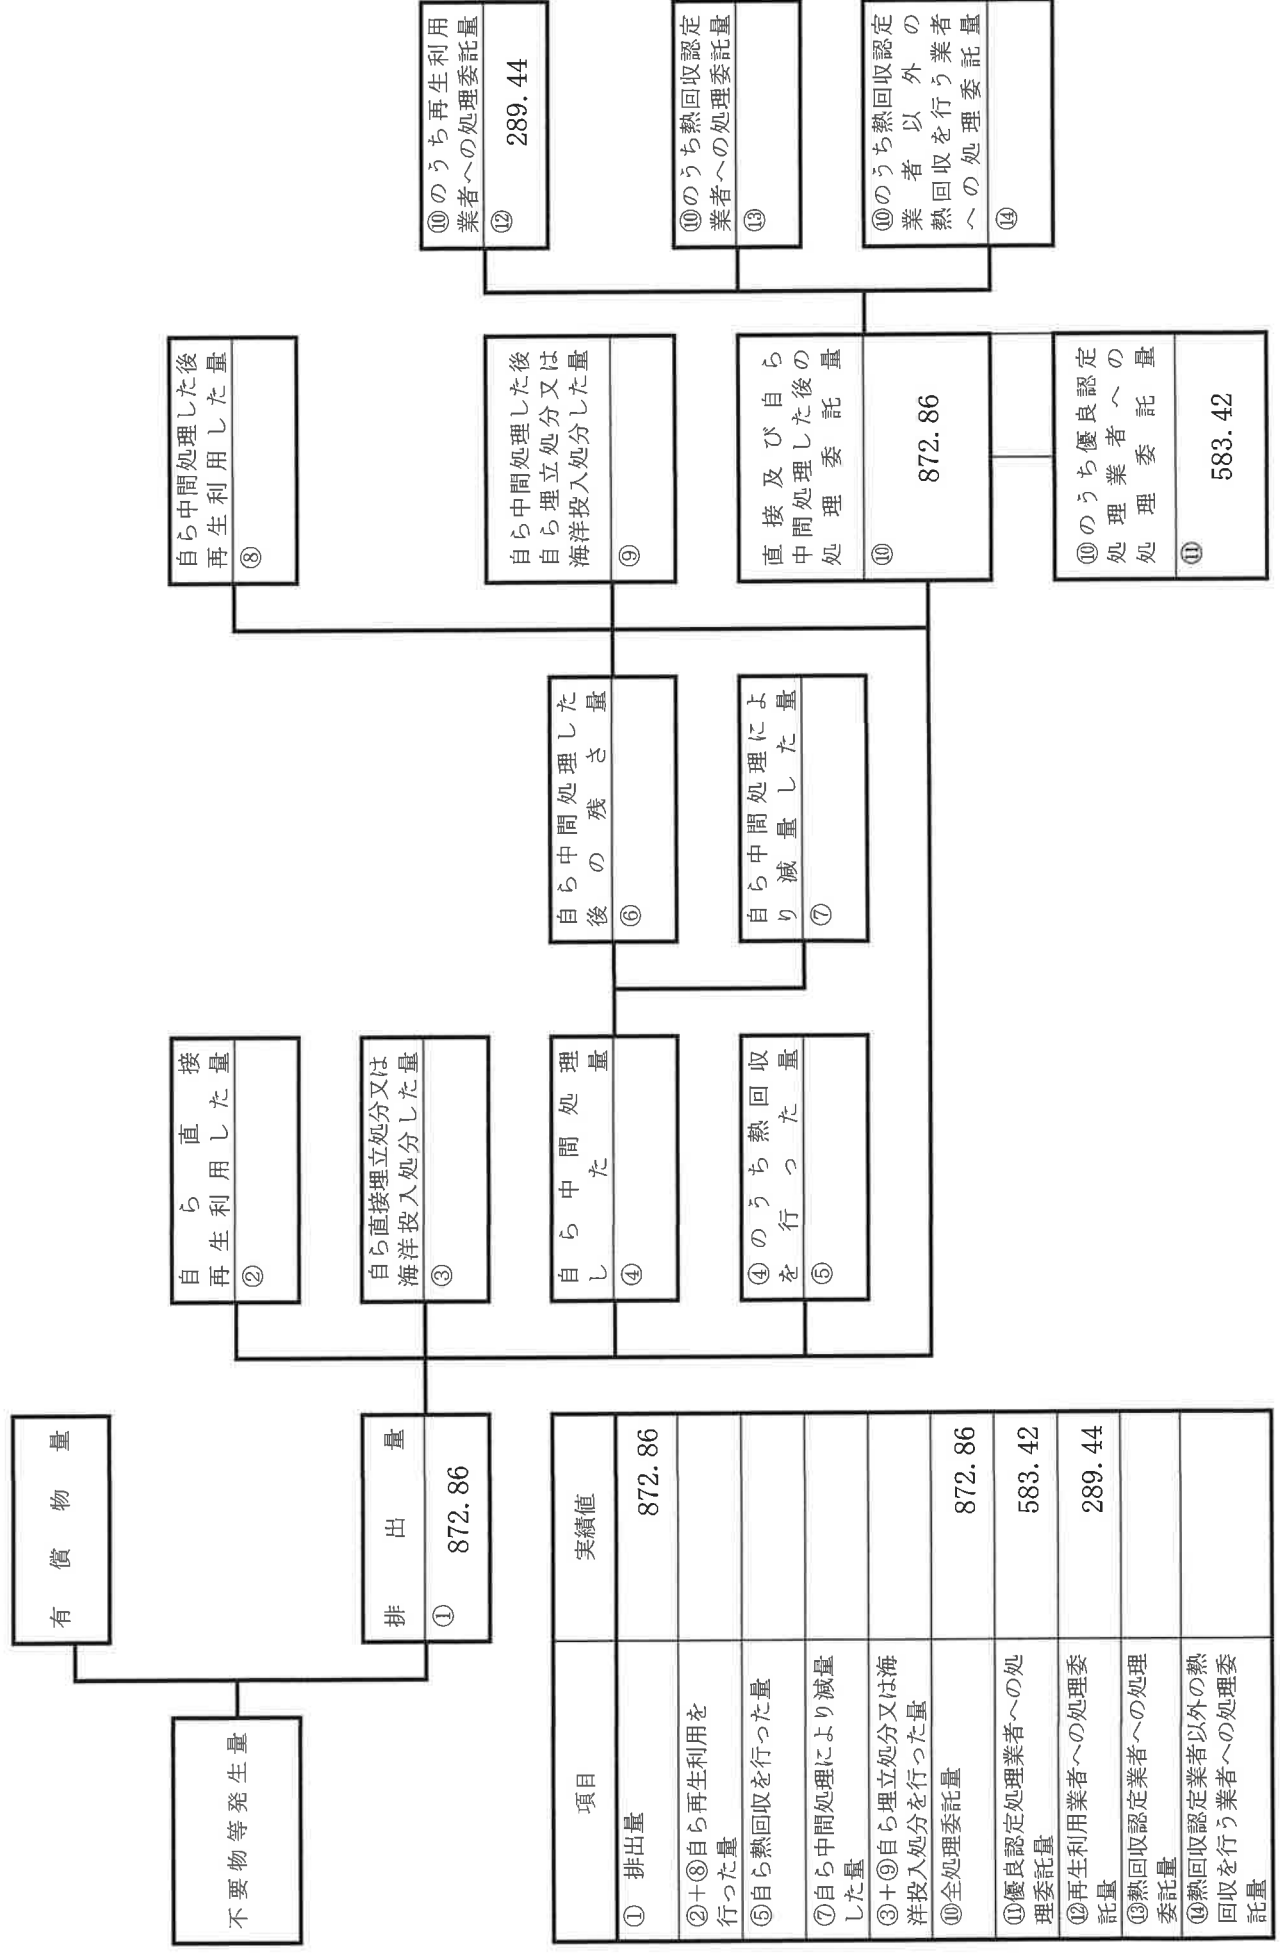 不要物等発生量
有償物量
排出量
①
872.86
自ら直接
再生利用した量
②
自ら直接埋立処分又は
海洋投入処分した量
③
自ら中間処理
した量
④
④のうち熱回収
を行った量
⑤
自ら中間処理した
後の残さ量
⑥
自ら中間処理によ
り減量した量
⑦
自ら中間処理した後
再生利用した量
⑧
自ら中間処理した後
自ら埋立処分又は
海洋投入処分した量
⑨
直接及び自ら
中間処理した後の
処理委託量
⑩
872.86
⑩のうち優良認定
処理業者への
処理委託量
⑪
583.42
⑩のうち再生利用
業者への処理委託量
⑫
289.44
⑩のうち熱回収認定
業者への処理委託量
⑬
⑩のうち熱回収認定
業者以外の
熱回収を行う業者
への処理委託量
⑭
項目 実績値
① 排出量 872.86
②+⑧自ら再生利用を
行った量
⑤自ら熱回収を行った量
⑦自ら中間処理により減量
した量
③+⑨自ら埋立処分又は海
洋投入処分を行った量
⑩全処理委託量 872.86
⑪優良認定処理業者への処
理委託量 583.42
⑫再生利用業者への処理委
託量 289.44
⑬熱回収認定業者への処理
委託量
⑭熱回収認定業者以外の熱
回収を行う業者への処理委
託量